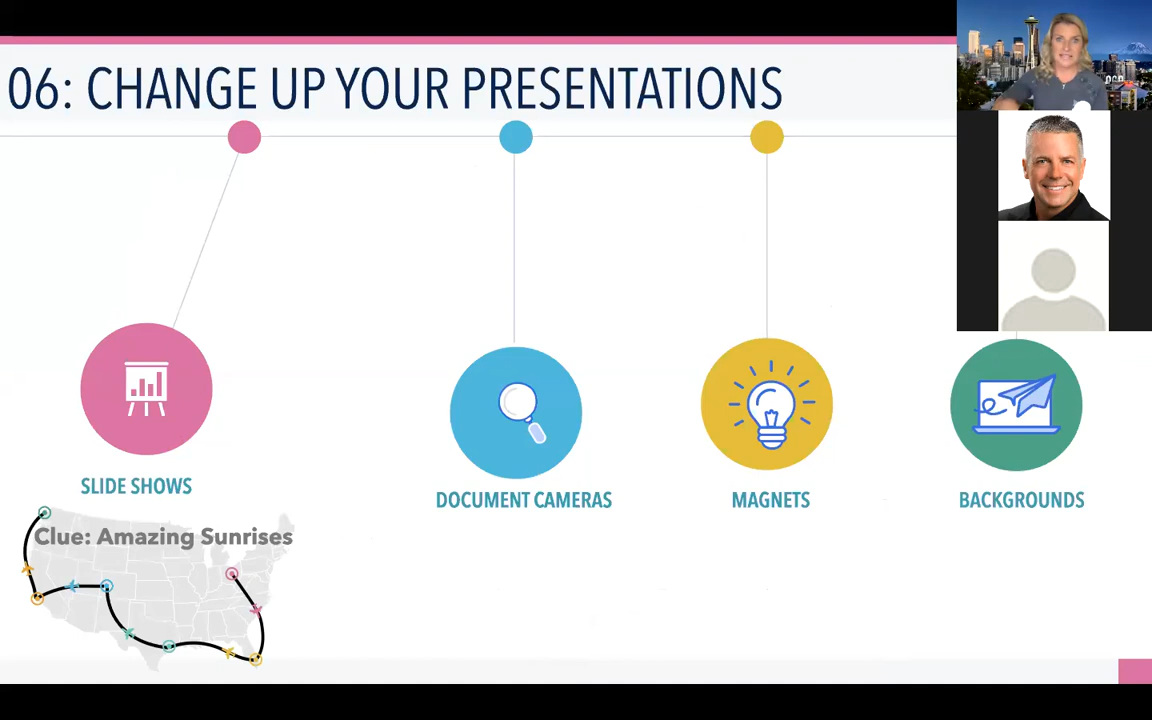 06: CHANGE UP YOUR PRESENTATIONS
SLIDE SHOWS
DOCUMENT CAMERAS
MAGNETS
BACKGROUNDS
Clue: Amazing Sunrises